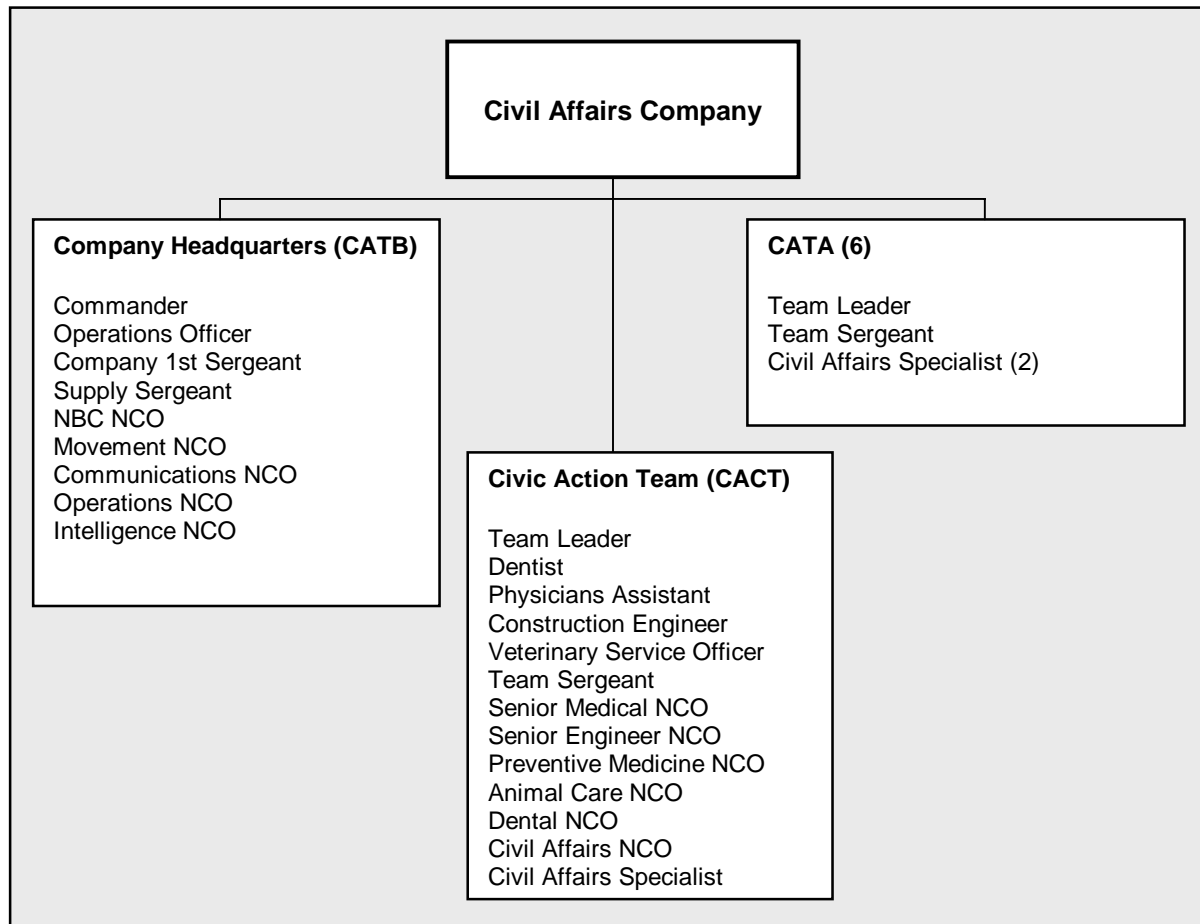 Civil Affairs Company
Company Headquarters (CATB)
Commander
Operations Officer
Company 1st Sergeant
Supply Sergeant
NBC NCO
Movement NCO
Communications NCO
Operations NCO
Intelligence NCO
CATA (6)
Team Leader
Team Sergeant
Civil Affairs Specialist (2)
Civic Action Team (CACT)
Team Leader
Dentist
Physicians Assistant
Construction Engineer
Veterinary Service Officer
Team Sergeant
Senior Medical NCO
Senior Engineer NCO
Preventive Medicine NCO
Animal Care NCO
Dental NCO
Civil Affairs NCO
Civil Affairs Specialist